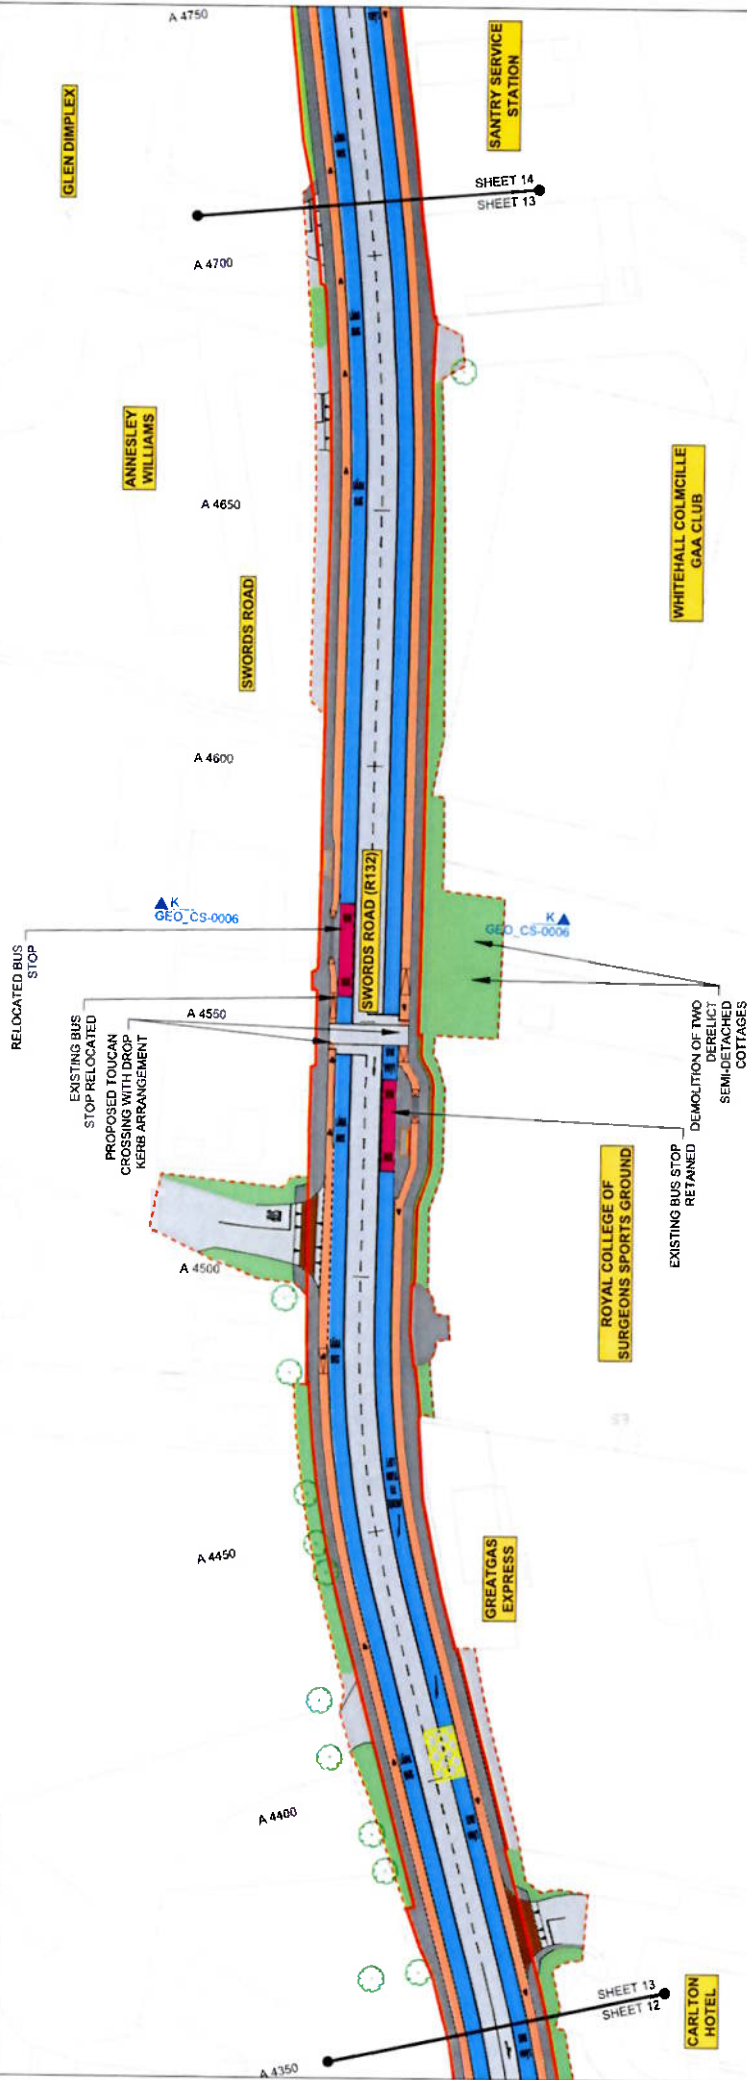 A 4750
GLEN DIMPLEX
SANTRY SERVICE
STATION
SHEET 14
SHEET 13
A 4700
ANNESLEY
WILLIAMS
A 4650
WHITEHALL COLMCILLE
GAA CLUB
SWORDS ROAD
A 4600
SWORDS ROAD (R132)
K
GEO_CS-0006
K
GEO_CS-0006
RELOCATED BUS
STOP
EXISTING BUS
STOP RELOCATED
A 4550
PROPOSED TOUCAN
CROSSING WITH DROP
KERB ARRANGEMENT
DEMOLITION OF TWO
DERELICT
SEMI-DETACHED
COTTAGES
EXISTING BUS STOP
RETAINED
ROYAL COLLEGE OF
SURGEONS SPORTS GROUND
A 4500
A 4450
GREATGAS
EXPRESS
A 4400
SHEET 13
SHEET 12
CARLTON
HOTEL
A 4350